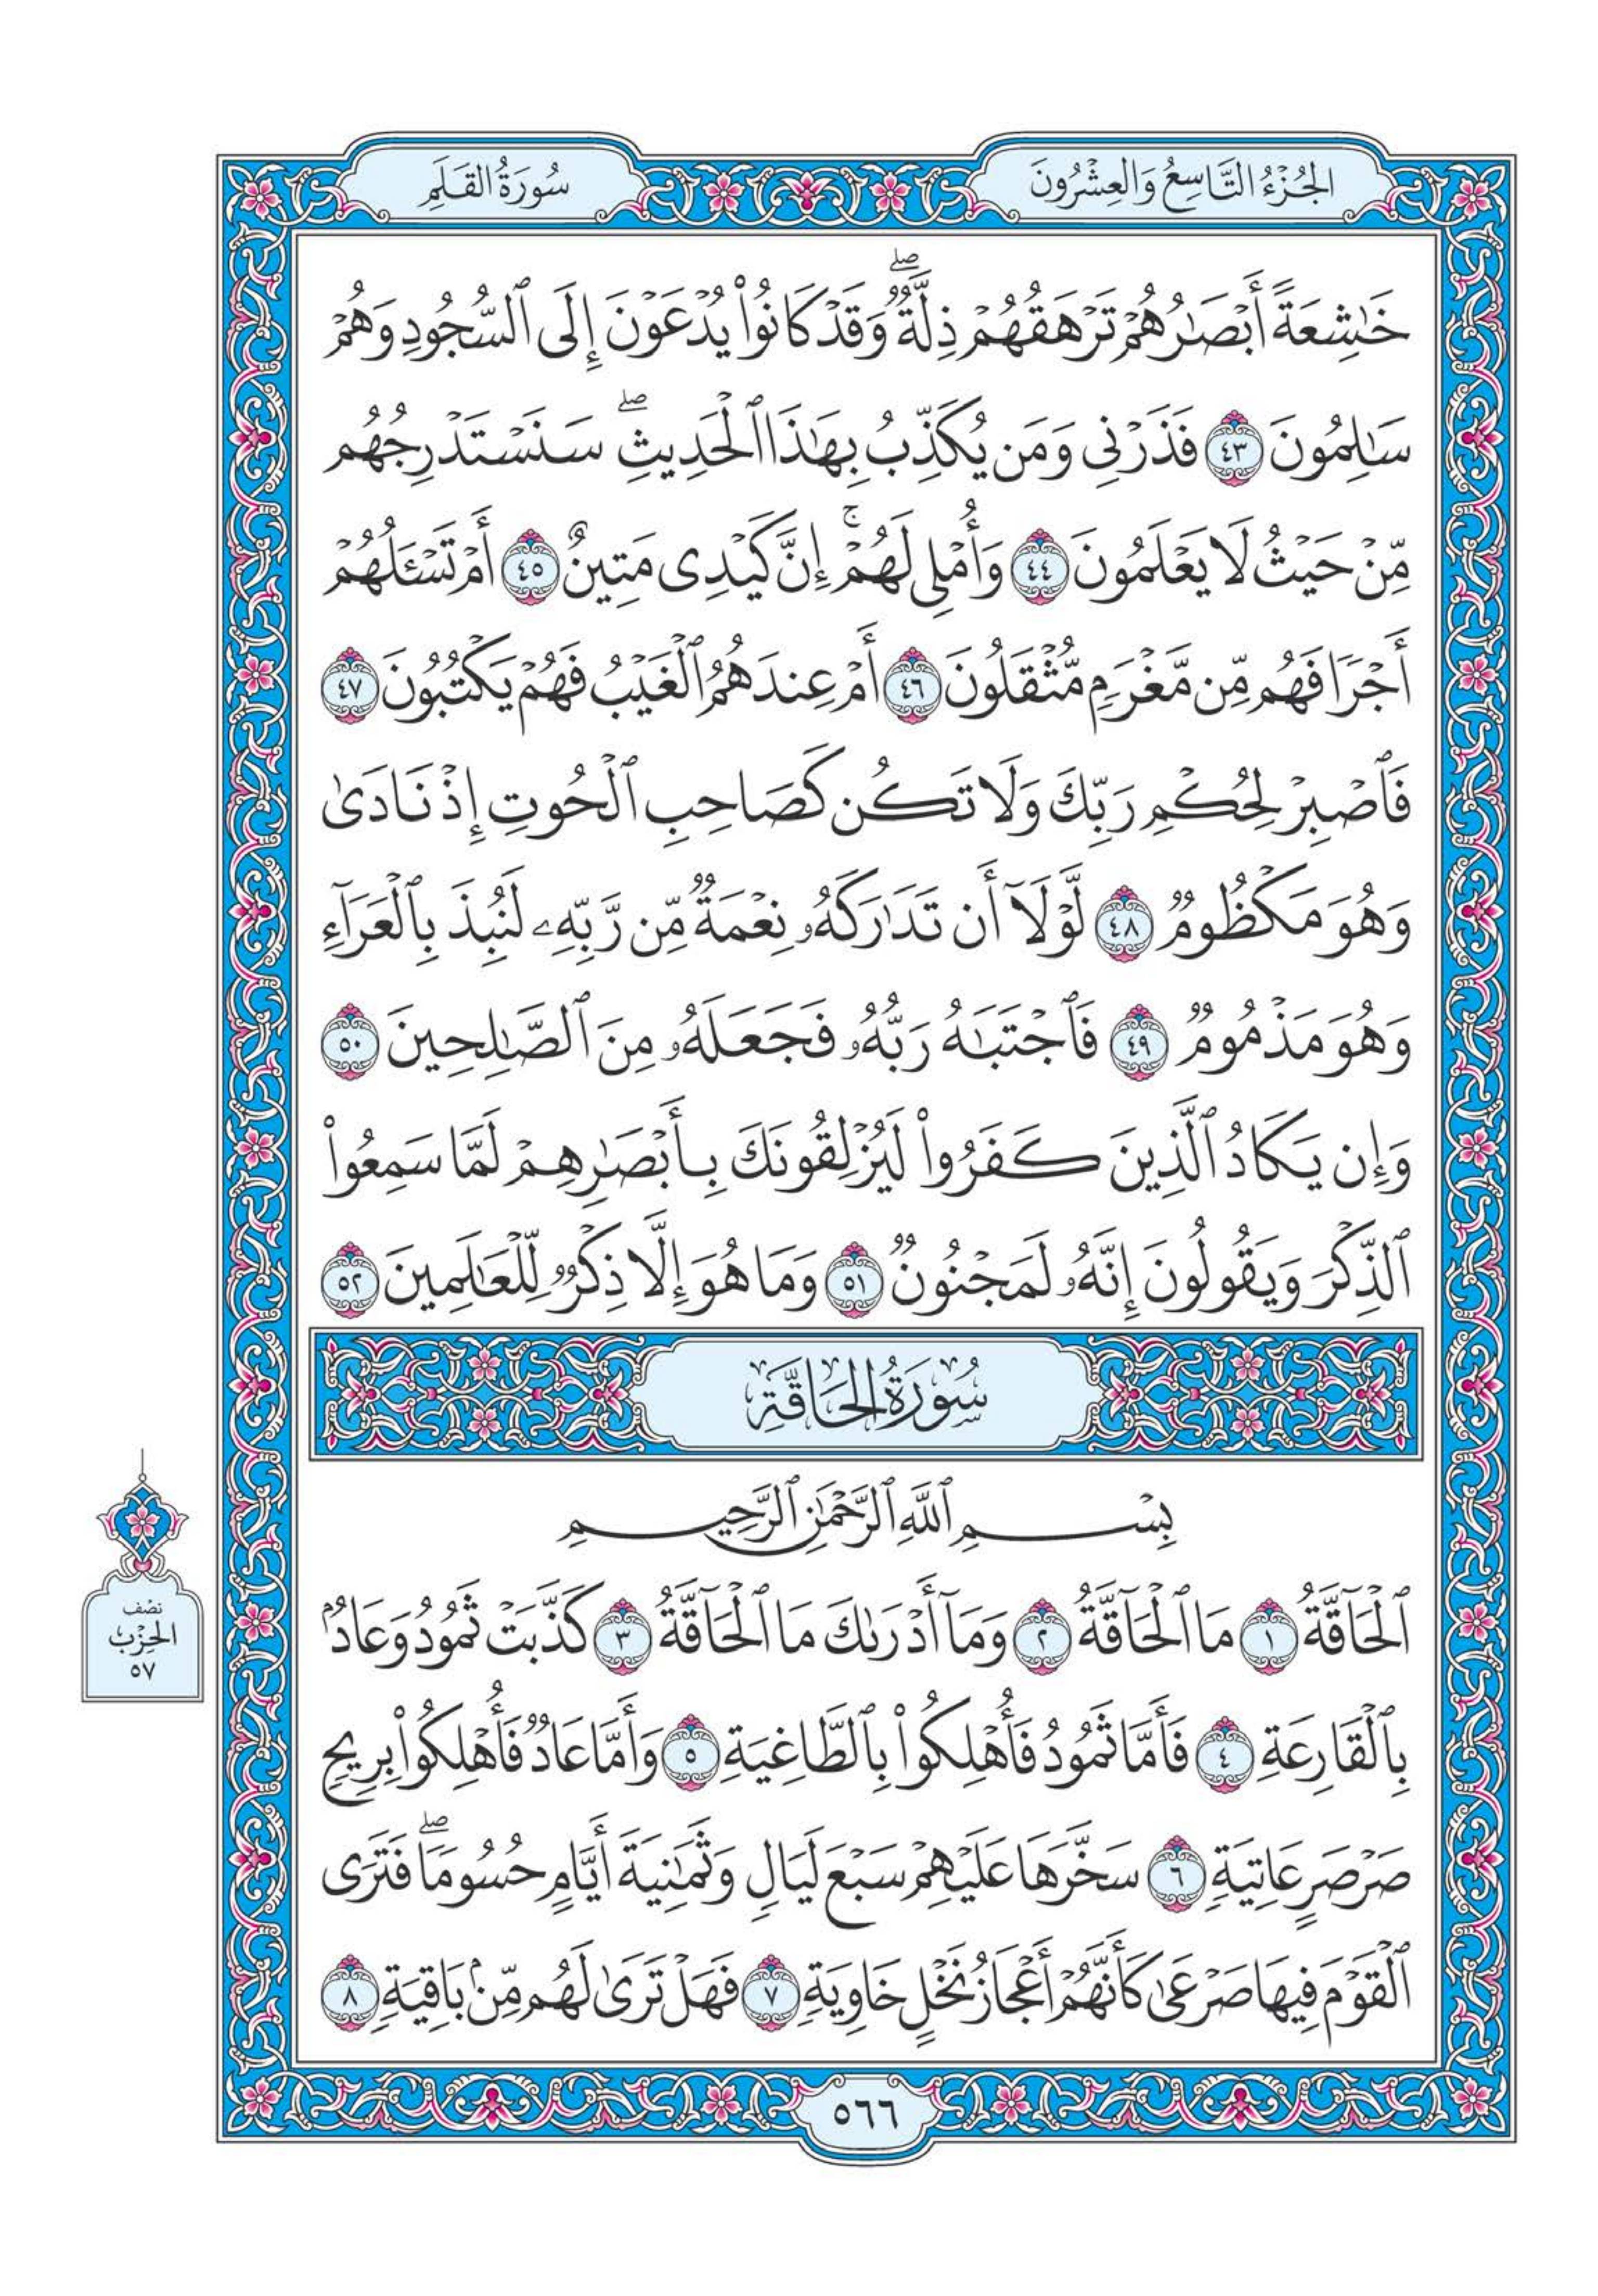 الجُزْءُ التَّاسِعُ وَالعِشْرُونَ
سُورَةُ القَلَمِ
خَٰشِعَةً أَبْصَٰرُهُمْ تَرْهَقُهُمْ ذِلَّةٌۖ وَقَدْ كَانُوا۟ يُدْعَوْنَ إِلَى ٱلسُّجُودِ وَهُمْ
سَٰلِمُونَ ٤٣ فَذَرْنِى وَمَن يُكَذِّبُ بِهَٰذَا ٱلْحَدِيثِۖ سَنَسْتَدْرِجُهُم
مِّنْ حَيْثُ لَا يَعْلَمُونَ ٤٤ وَأُمْلِى لَهُمْۚ إِنَّ كَيْدِى مَتِينٌ ٤٥ أَمْ تَسْـَٔلُهُمْ
أَجْرًا فَهُم مِّن مَّغْرَمٍ مُّثْقَلُونَ ٤٦ أَمْ عِندَهُمُ ٱلْغَيْبُ فَهُمْ يَكْتُبُونَ ٤٧
فَٱصْبِرْ لِحُكْمِ رَبِّكَ وَلَا تَكُن كَصَاحِبِ ٱلْحُوتِ إِذْ نَادَىٰ
وَهُوَ مَكْظُومٌ ٤٨ لَّوْلَآ أَن تَدَٰرَكَهُۥ نِعْمَةٌ مِّن رَّبِّهِۦ لَنُبِذَ بِٱلْعَرَآءِ
وَهُوَ مَذْمُومٌ ٤٩ فَٱجْتَبَٰهُ رَبُّهُۥ فَجَعَلَهُۥ مِنَ ٱلصَّٰلِحِينَ ٥٠
وَإِن يَكَادُ ٱلَّذِينَ كَفَرُوا۟ لَيُزْلِقُونَكَ بِأَبْصَٰرِهِمْ لَمَّا سَمِعُوا۟
ٱلذِّكْرَ وَيَقُولُونَ إِنَّهُۥ لَمَجْنُونٌ ٥١ وَمَا هُوَ إِلَّا ذِكْرٌ لِّلْعَٰلَمِينَ ٥٢
سُورَةُ الحَاقَّةِ
بِسْمِ ٱللَّهِ ٱلرَّحْمَٰنِ ٱلرَّحِيمِ
ٱلْحَآقَّةُ ١ مَا ٱلْحَآقَّةُ ٢ وَمَآ أَدْرَىٰكَ مَا ٱلْحَآقَّةُ ٣ كَذَّبَتْ ثَمُودُ وَعَادٌۢ
بِٱلْقَارِعَةِ ٤ فَأَمَّا ثَمُودُ فَأُهْلِكُوا۟ بِٱلطَّاغِيَةِ ٥ وَأَمَّا عَادٌ فَأُهْلِكُوا۟ بِرِيحٍ
صَرْصَرٍ عَاتِيَةٍ ٦ سَخَّرَهَا عَلَيْهِمْ سَبْعَ لَيَالٍ وَثَمَٰنِيَةَ أَيَّامٍ حُسُومًاۖ فَتَرَى
ٱلْقَوْمَ فِيهَا صَرْعَىٰ كَأَنَّهُمْ أَعْجَازُ نَخْلٍ خَاوِيَةٍ ٧ فَهَلْ تَرَىٰ لَهُم مِّنۢ بَاقِيَةٍ ٨
نصف
الحِزْب
٥٧
٥٦٦